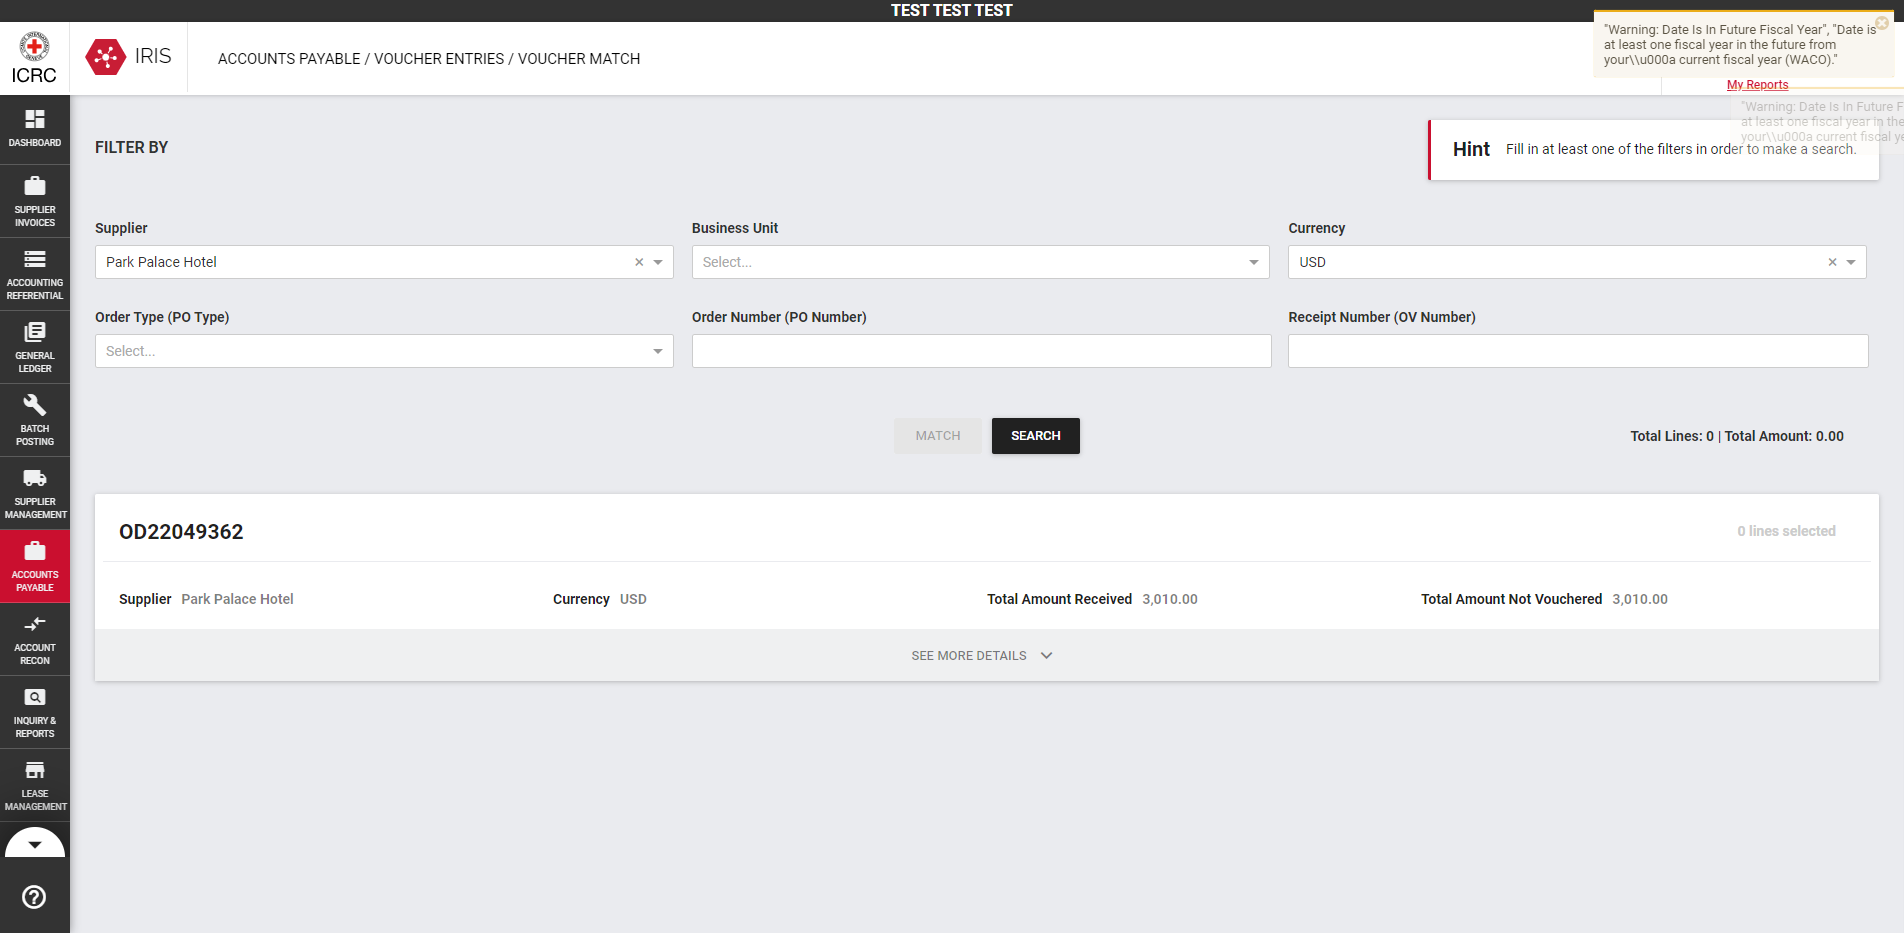 TEST TEST TEST
ICRC
IRIS
ACCOUNTS PAYABLE / VOUCHER ENTRIES / VOUCHER MATCH
"Warning: Date Is In Future Fiscal Year", "Date is
at least one fiscal year in the future from
your\\u000a current fiscal year (WACO)."
My Reports
"Warning: Date Is In Future F
at least one fiscal year in the
your\\u000a current fiscal ye
DASHBOARD
SUPPLIER
INVOICES
ACCOUNTING
REFERENTIAL
GENERAL
LEDGER
BATCH
POSTING
SUPPLIER
MANAGEMENT
ACCOUNTS
PAYABLE
ACCOUNT
RECON
INQUIRY &
REPORTS
LEASE
MANAGEMENT
FILTER BY
Hint Fill in at least one of the filters in order to make a search.
Supplier Business Unit Currency
Park Palace Hotel Select... USD
Order Type (PO Type) Order Number (PO Number) Receipt Number (OV Number)
Select...
MATCH SEARCH Total Lines: 0 | Total Amount: 0.00
OD22049362 0 lines selected
Supplier Park Palace Hotel Currency USD Total Amount Received 3,010.00 Total Amount Not Vouchered 3,010.00
SEE MORE DETAILS